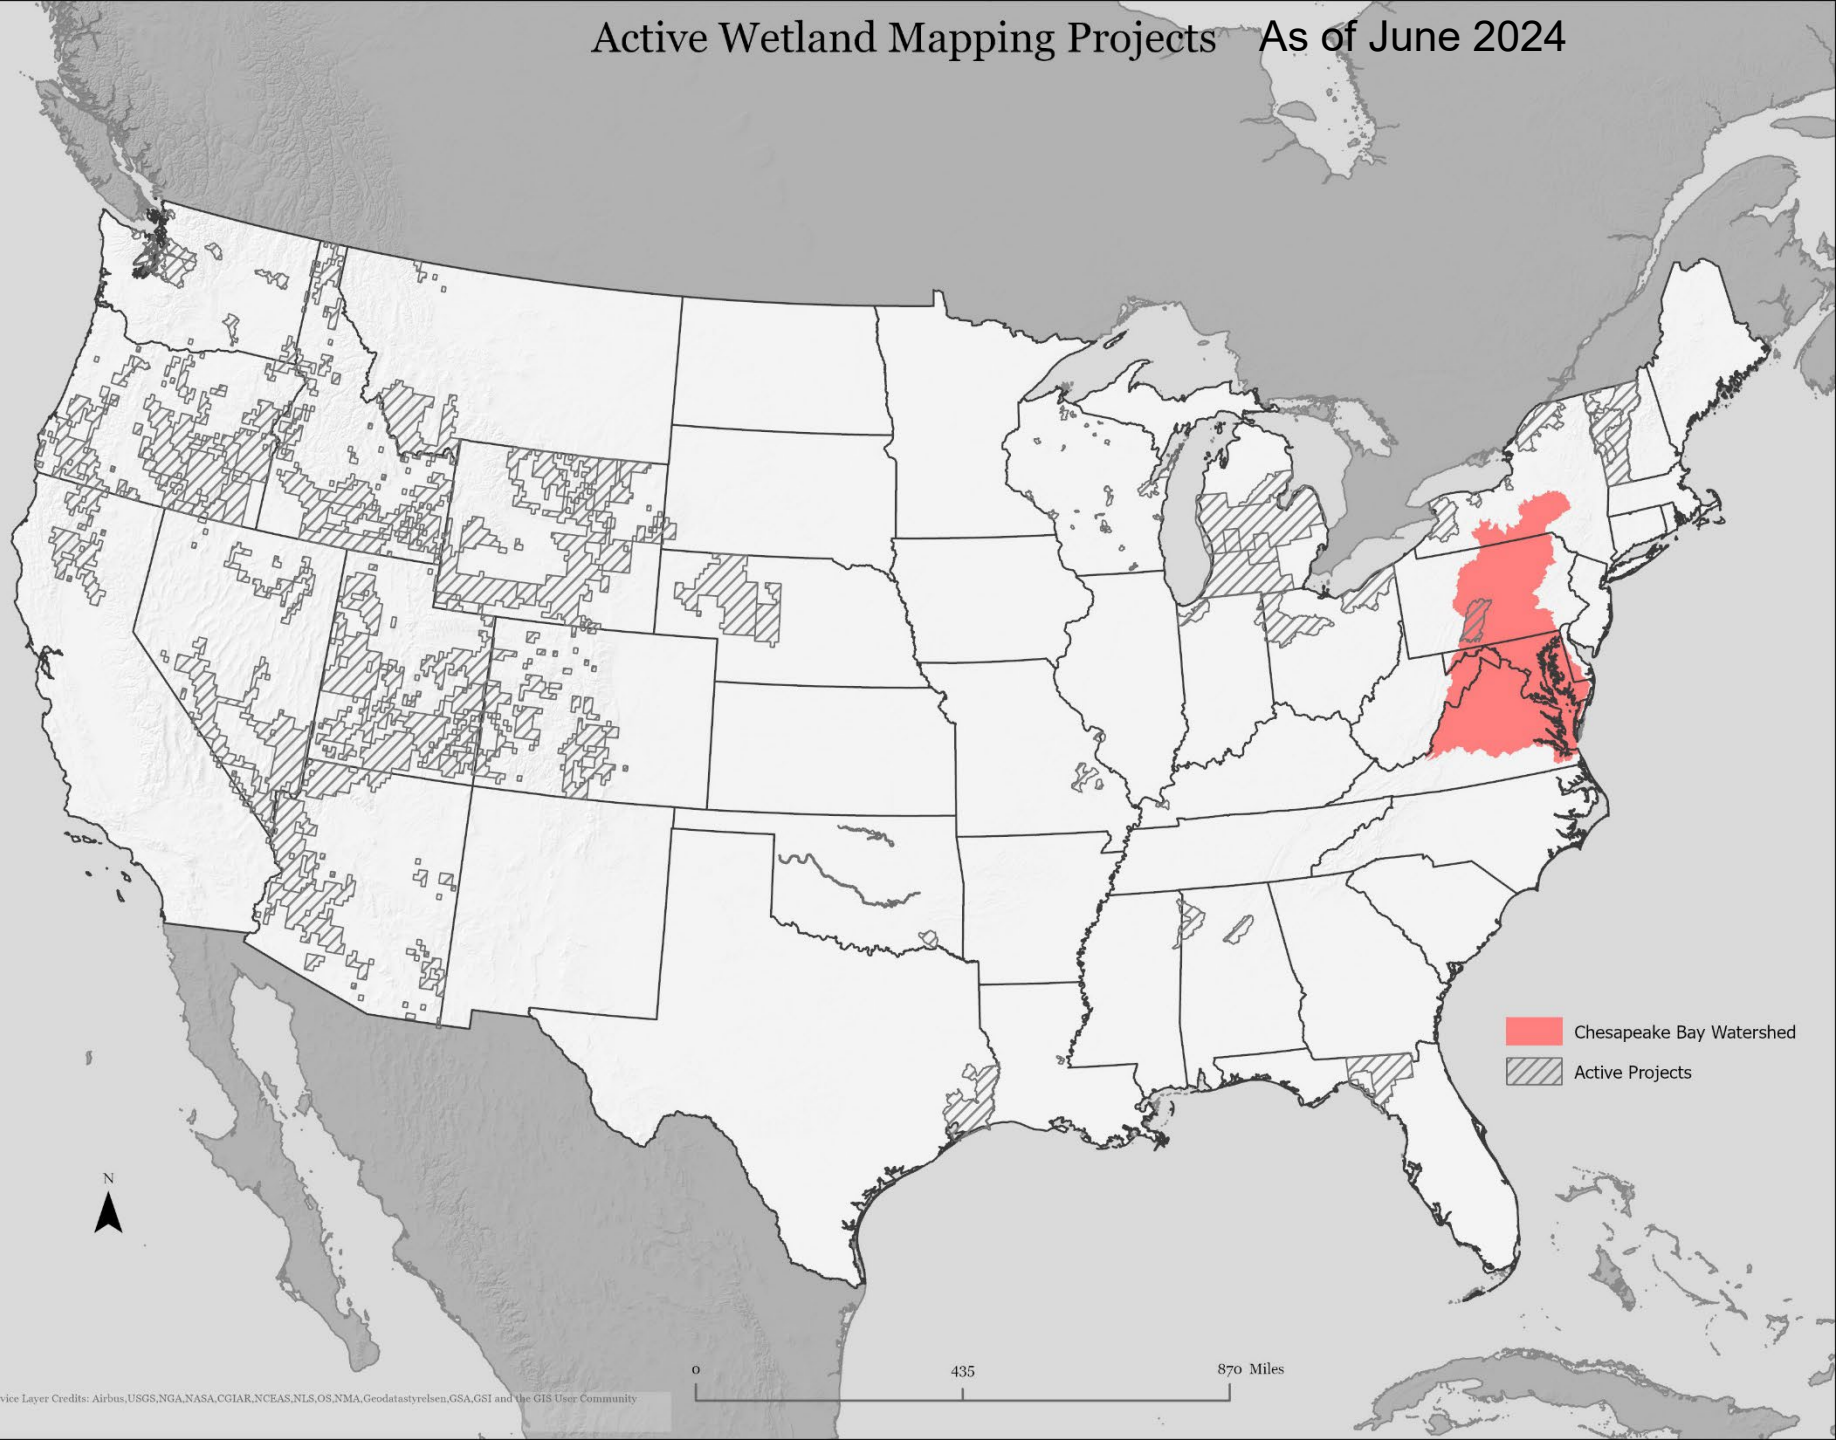 Active Wetland Mapping Projects As of June 2024
Chesapeake Bay Watershed
Active Projects
N
0 435 870 Miles
vice Layer Credits: Airbus,USGS,NGA,NASA,CGIAR,NCEAS,NLS,OS,NMA,Geodatastyrelsen,GSA,GSI and the GIS User Community